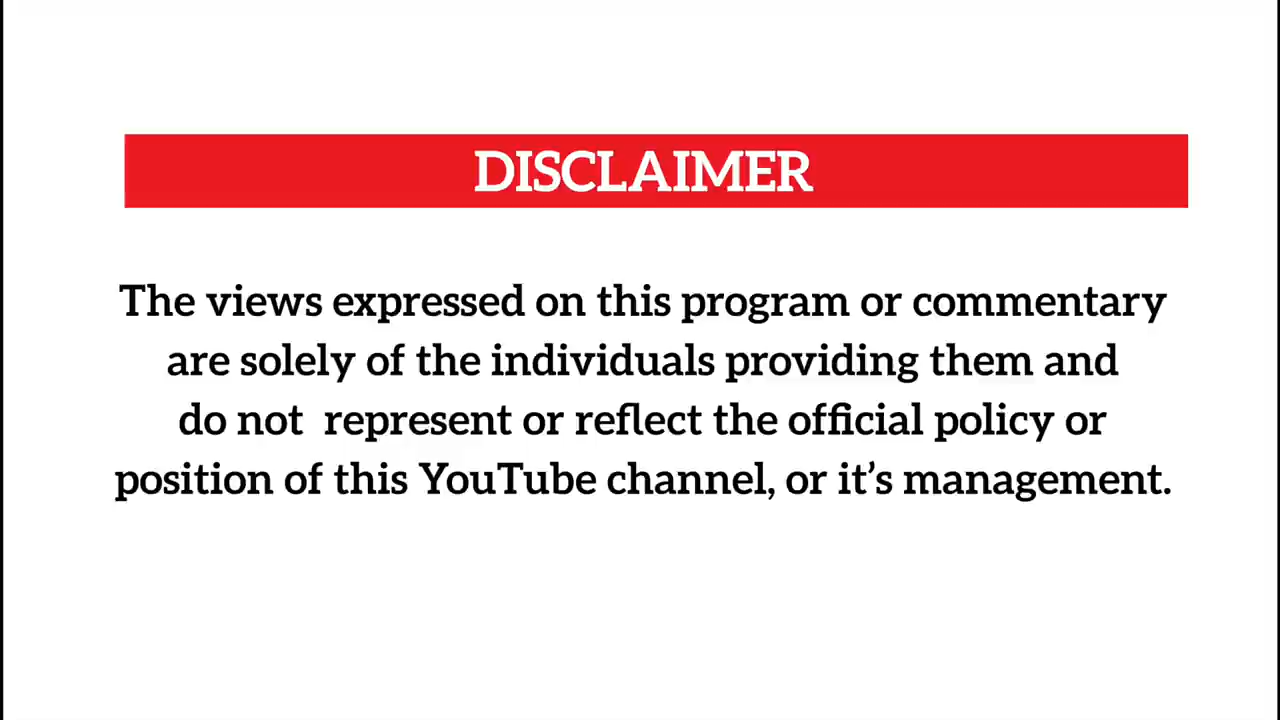 DISCLAIMER
The views expressed on this program or commentary
are solely of the individuals providing them and
do not  represent or reflect the official policy or
position of this YouTube channel, or it’s management.